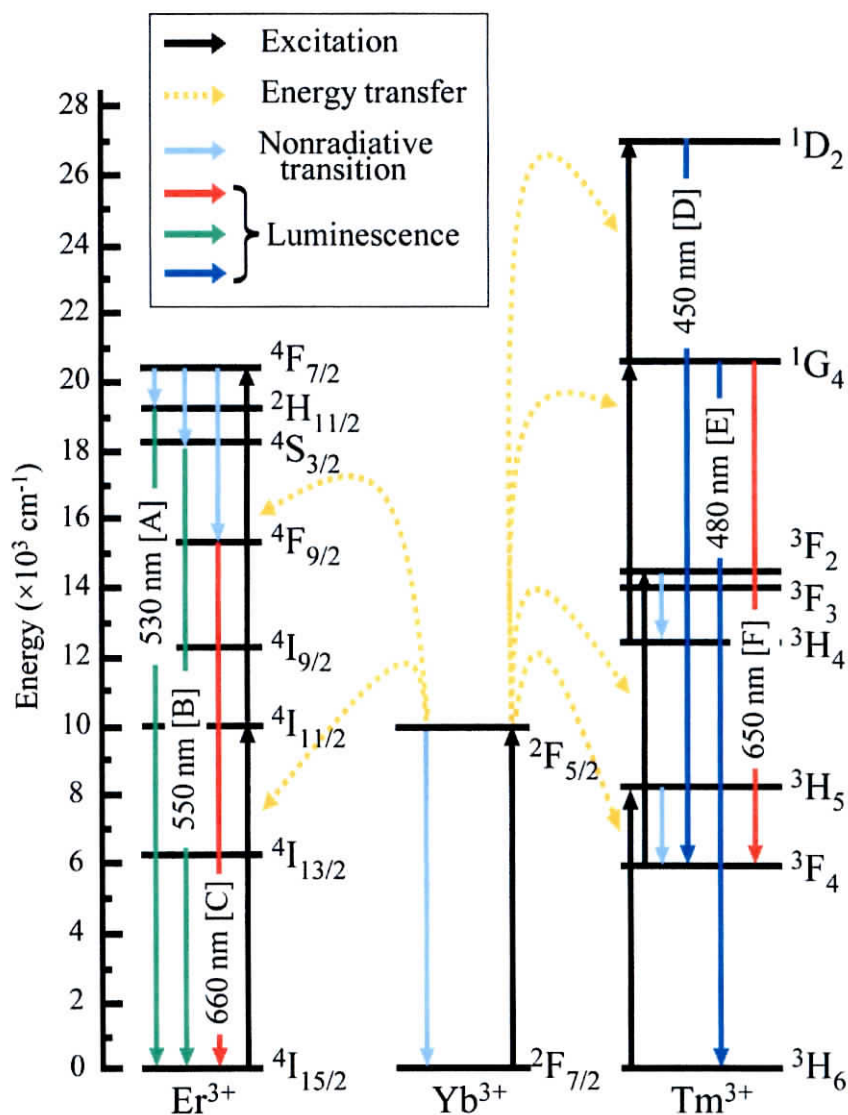 Excitation
Energy transfer
Nonradiative
transition
Luminescence
Energy (×10³ cm⁻¹)
28
26
24
22
20
18
16
14
12
10
8
6
4
2
0
⁴F₇/₂
²H₁₁/₂
⁴S₃/₂
⁴F₉/₂
⁴I₉/₂
⁴I₁₁/₂
⁴I₁₃/₂
⁴I₁₅/₂
530 nm [A]
550 nm [B]
660 nm [C]
Er³⁺
²F₅/₂
²F₇/₂
Yb³⁺
¹D₂
¹G₄
³F₂
³F₃
³H₄
³H₅
³F₄
³H₆
450 nm [D]
480 nm [E]
650 nm [F]
Tm³⁺